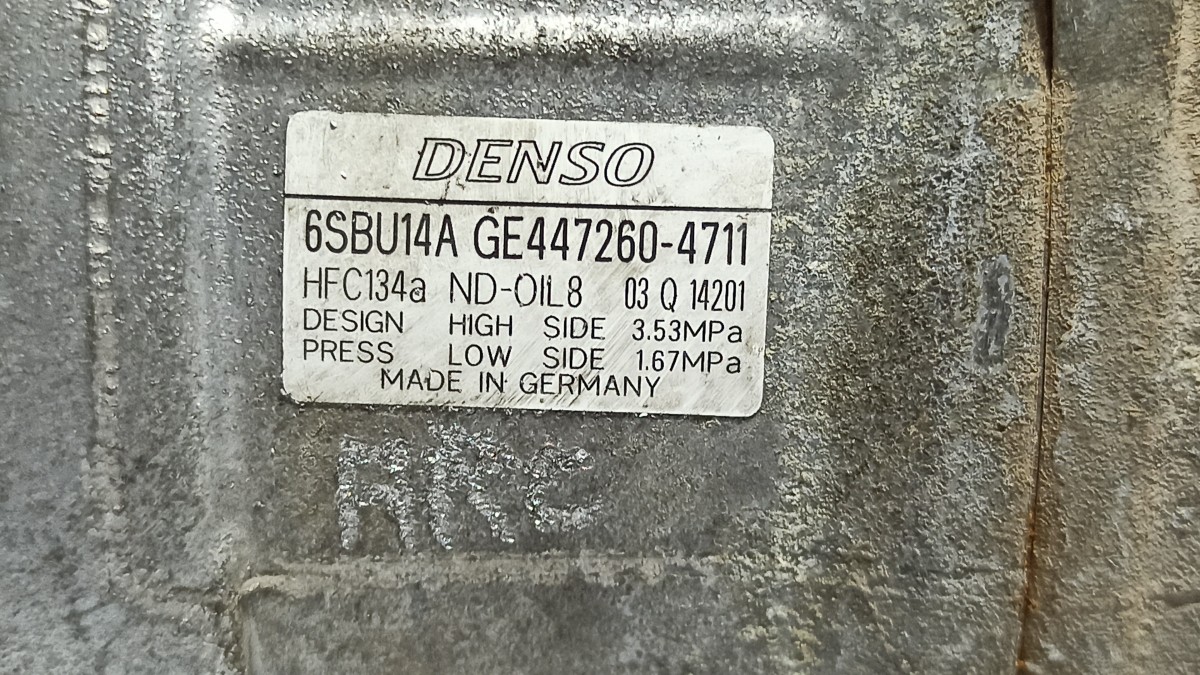 DENSO
6SBU14A GE447260-4711
HFC134a ND-OIL8 03 Q 14201
DESIGN HIGH SIDE 3.53MPa
PRESS LOW SIDE 1.67MPa
MADE IN GERMANY